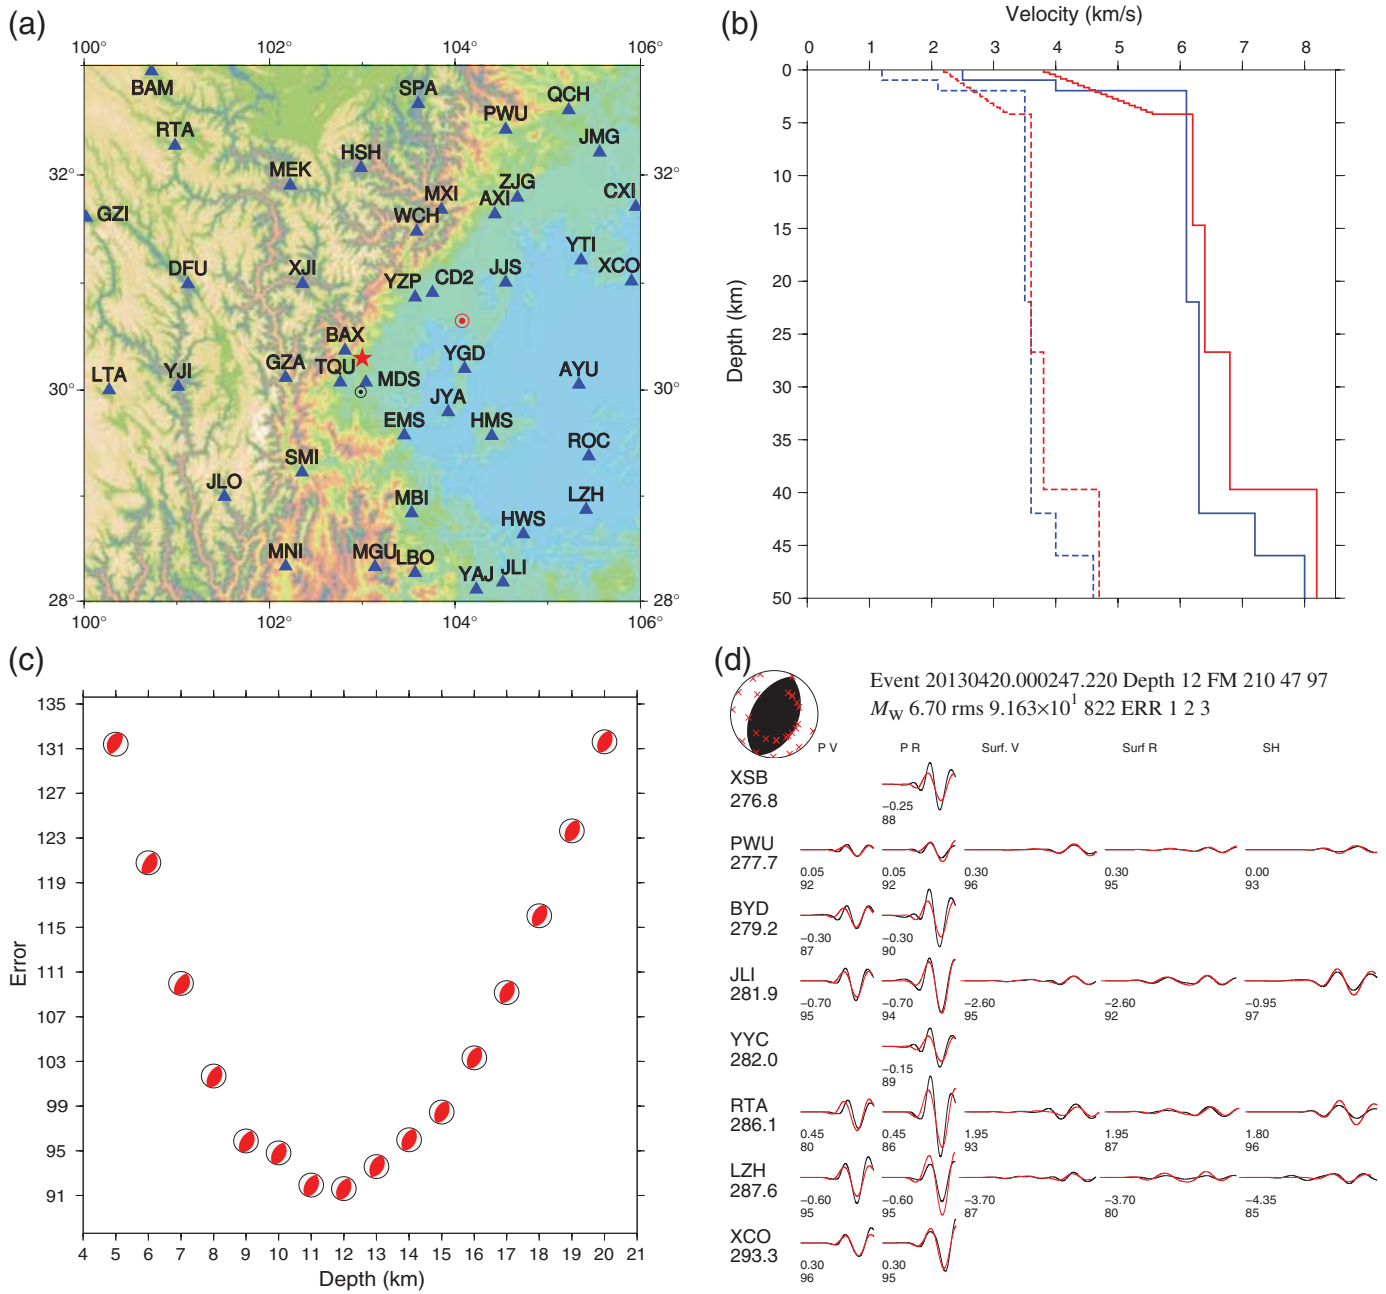 (a)
100° 102° 104° 106°
BAM
SPA
QCH
PWU
RTA
JMG
HSH
32° 32°
MEK
ZJG
MXI
AXI
CXI
GZI
WCH
YTI
DFU
XJI
JJS
XCO
YZP
CD2
BAX
YGD
GZA
TQU
AYU
LTA
YJI
MDS
30° 30°
JYA
EMS
HMS
ROC
SMI
JLO
LZH
MBI
HWS
MNI
MGU
LBO
YAJ
JLI
28° 28°
100° 102° 104° 106°
(b)
Velocity (km/s)
0 1 2 3 4 5 6 7 8
0
5
10
15
20
25
30
35
40
45
50
Depth (km)
(c)
135
131
127
123
119
115
110
107
103
99
95
91
Error
4 5 6 7 8 9 10 11 12 13 14 15 16 17 18 19 20 21
Depth (km)
(d)
Event 20130420.000247.220 Depth 12 FM 210 47 97
Mw 6.70 rms 9.163×10¹ 822 ERR 1 2 3
P V P R Surf. V Surf R SH
XSB
276.8
−0.25
88
PWU
277.7
0.05 0.05 0.30 0.30 0.00
92 92 96 95 93
BYD
279.2
−0.30 −0.30
87 90
JLI
281.9
−0.70 −0.70 −2.60 −2.60 −0.95
95 94 95 92 97
YYC
282.0
−0.15
89
RTA
286.1
0.45 0.45 1.95 1.95 1.80
80 86 93 87 96
LZH
287.6
−0.60 −0.60 −3.70 −3.70 −4.35
95 95 87 80 85
XCO
293.3
0.30 0.30
96 95